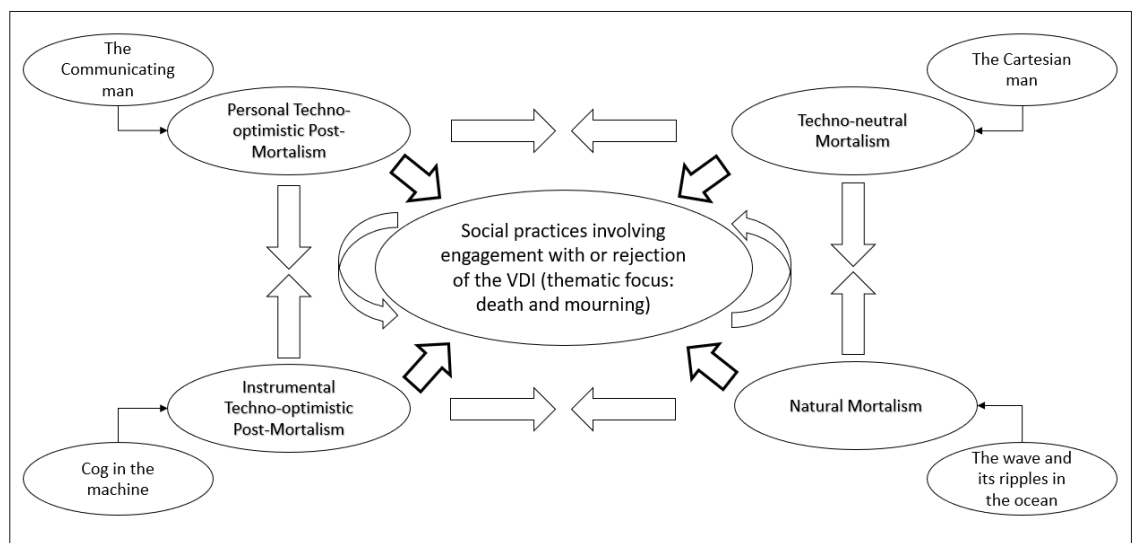 The
Communicating
man
The Cartesian
man
Personal Techno-
optimistic Post-
Mortalism
Techno-neutral
Mortalism
Social practices involving
engagement with or rejection
of the VDI (thematic focus:
death and mourning)
Instrumental
Techno-optimistic
Post-Mortalism
Natural Mortalism
Cog in the
machine
The wave and
its ripples in
the ocean